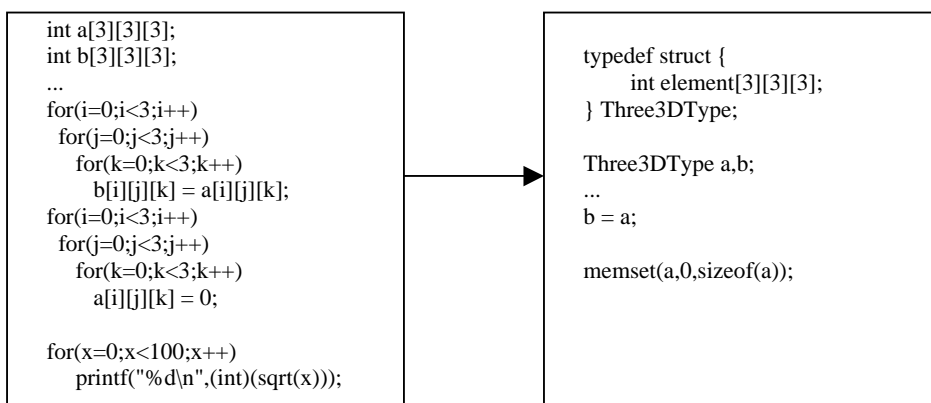 int a[3][3][3];
int b[3][3][3];
...
for(i=0;i<3;i++)
for(j=0;j<3;j++)
for(k=0;k<3;k++)
b[i][j][k] = a[i][j][k];
for(i=0;i<3;i++)
for(j=0;j<3;j++)
for(k=0;k<3;k++)
a[i][j][k] = 0;
for(x=0;x<100;x++)
printf("%d\n",(int)(sqrt(x)));
typedef struct {
int element[3][3][3];
} Three3DType;
Three3DType a,b;
...
b = a;
memset(a,0,sizeof(a));